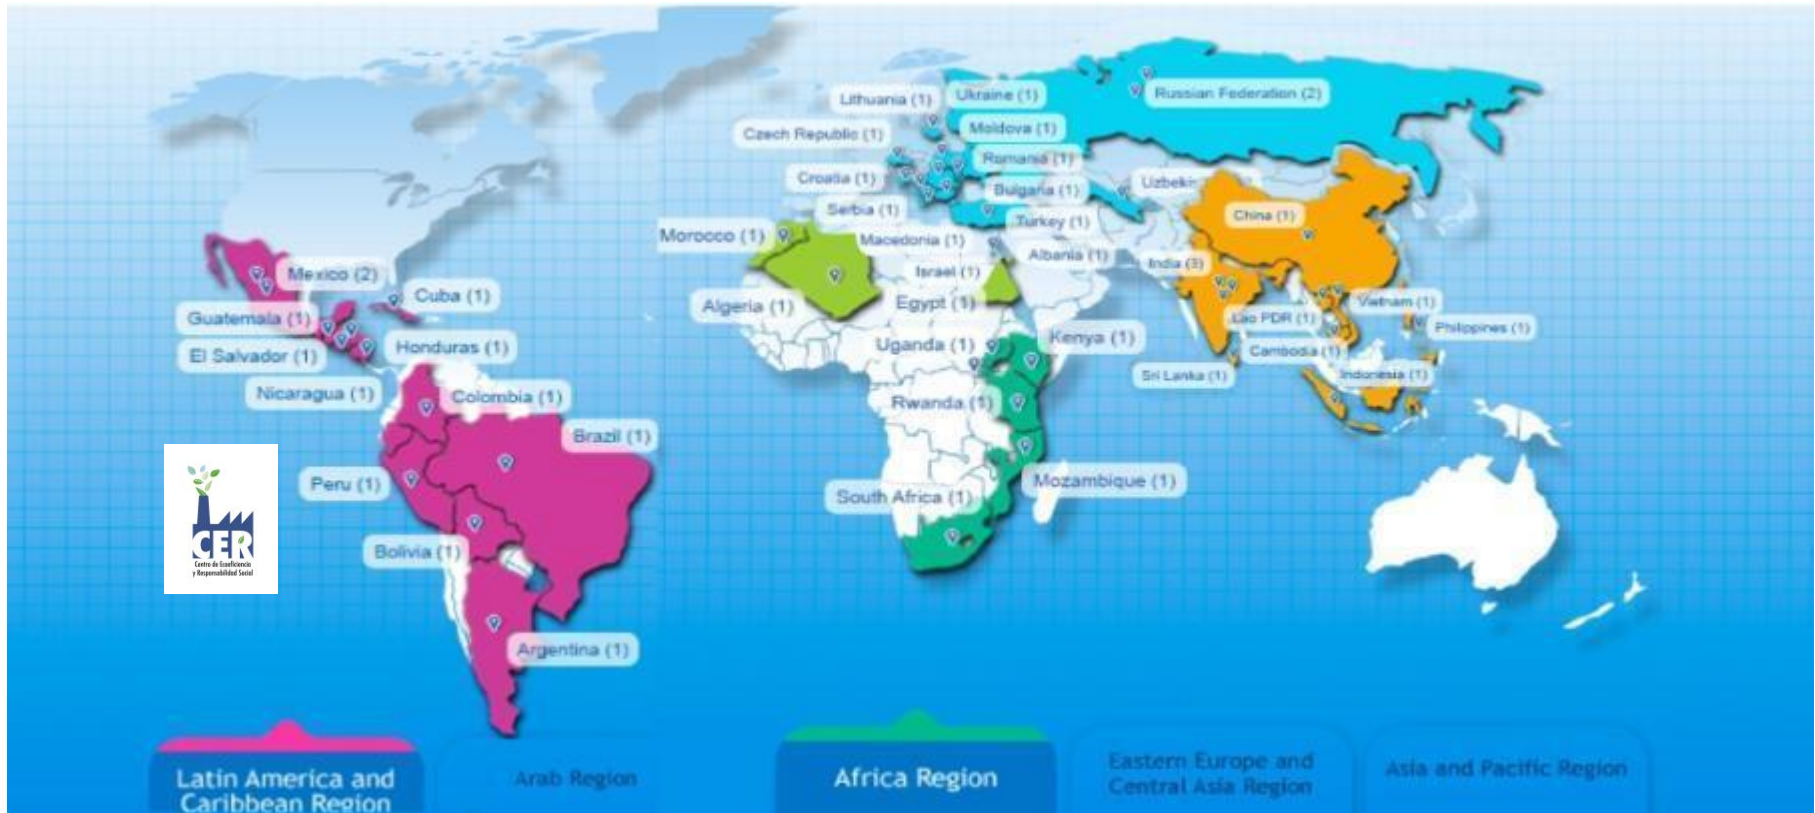 Lithuania (1)
Ukraine (1)
Russian Federation (2)
Czech Republic (1)
Moldova (1)
Romania (1)
Croatia (1)
Bulgaria (1)
Serbia (1)
Turkey (1)
China (1)
Morocco (1)
Macedonia (1)
Albania (1)
India (3)
Mexico (2)
Israel (1)
Cuba (1)
Algeria (1)
Egypt (1)
Vietnam (1)
Guatemala (1)
Lao PDR (1)
Philippines (1)
El Salvador (1)
Honduras (1)
Uganda (1)
Kenya (1)
Cambodia (1)
Sri Lanka (1)
Indonesia (1)
Nicaragua (1)
Colombia (1)
Rwanda (1)
Brazil (1)
Peru (1)
South Africa (1)
Mozambique (1)
Bolivia (1)
CER
Centro de Ecoeficiencia
y Responsabilidad Social
Argentina (1)
Latin America and
Caribbean Region
Arab Region
Africa Region
Eastern Europe and
Central Asia Region
Asia and Pacific Region